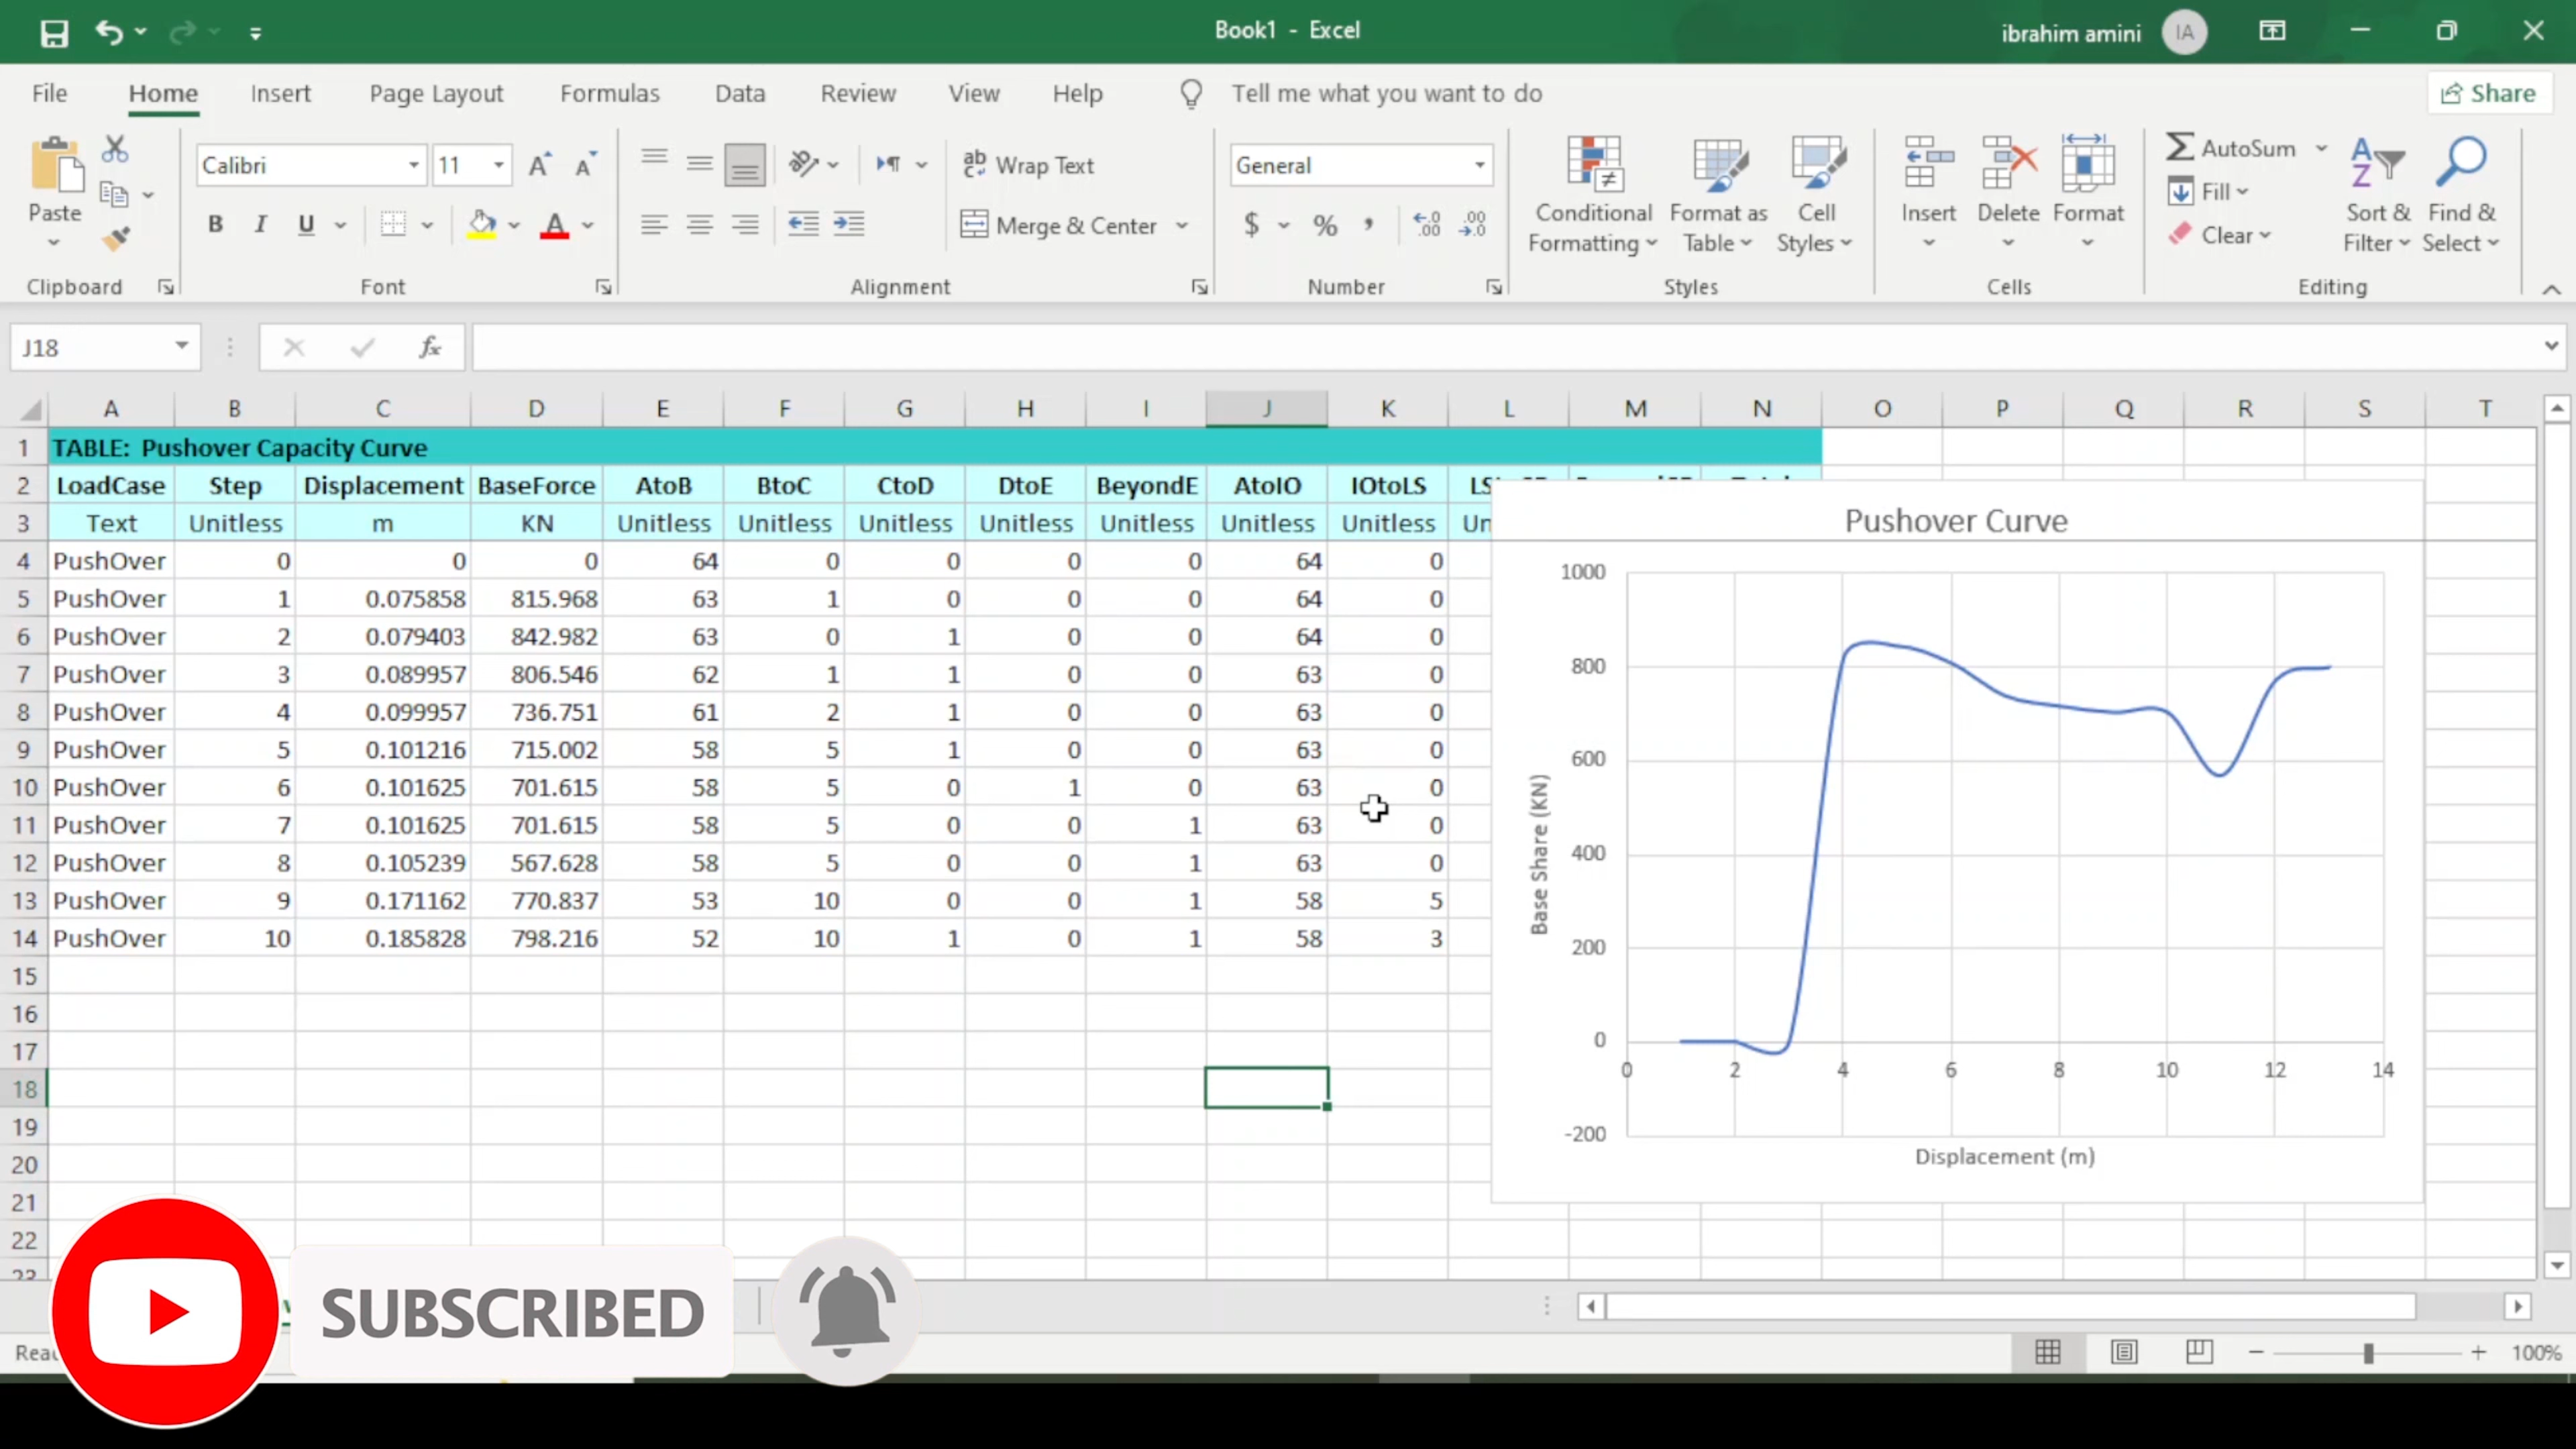 Book1 - Excel
ibrahim amini IA
File Home Insert Page Layout Formulas Data Review View Help Tell me what you want to do Share
Paste
Calibri 11
Wrap Text
Merge & Center
General
Conditional Formatting
Format as Table
Cell Styles
Insert
Delete
Format
AutoSum
Fill
Clear
Sort & Filter
Find & Select
Clipboard Font Alignment Number Styles Cells Editing
J18 fx
A B C D E F G H I J K L M N O P Q R S T
1 TABLE: Pushover Capacity Curve
2 LoadCase Step Displacement BaseForce AtoB BtoC CtoD DtoE BeyondE AtoIO IOtoLS
3 Text Unitless m KN Unitless Unitless Unitless Unitless Unitless Unitless Unitless Un
4 PushOver 0 0 0 64 0 0 0 0 64 0
5 PushOver 1 0.075858 815.968 63 1 0 0 0 64 0
6 PushOver 2 0.079403 842.982 63 0 1 0 0 64 0
7 PushOver 3 0.089957 806.546 62 1 1 0 0 63 0
8 PushOver 4 0.099957 736.751 61 2 1 0 0 63 0
9 PushOver 5 0.101216 715.002 58 5 1 0 0 63 0
10 PushOver 6 0.101625 701.615 58 5 0 1 0 63 0
11 PushOver 7 0.101625 701.615 58 5 0 0 1 63 0
12 PushOver 8 0.105239 567.628 58 5 0 0 1 63 0
13 PushOver 9 0.171162 770.837 53 10 0 0 1 58 5
14 PushOver 10 0.185828 798.216 52 10 1 0 1 58 3
15
16
17
18
19
20
21
22
Pushover Curve
1000
800
600
400
200
0
-200
0 2 4 6 8 10 12 14
Base Share (KN)
Displacement (m)
SUBSCRIBED
100%